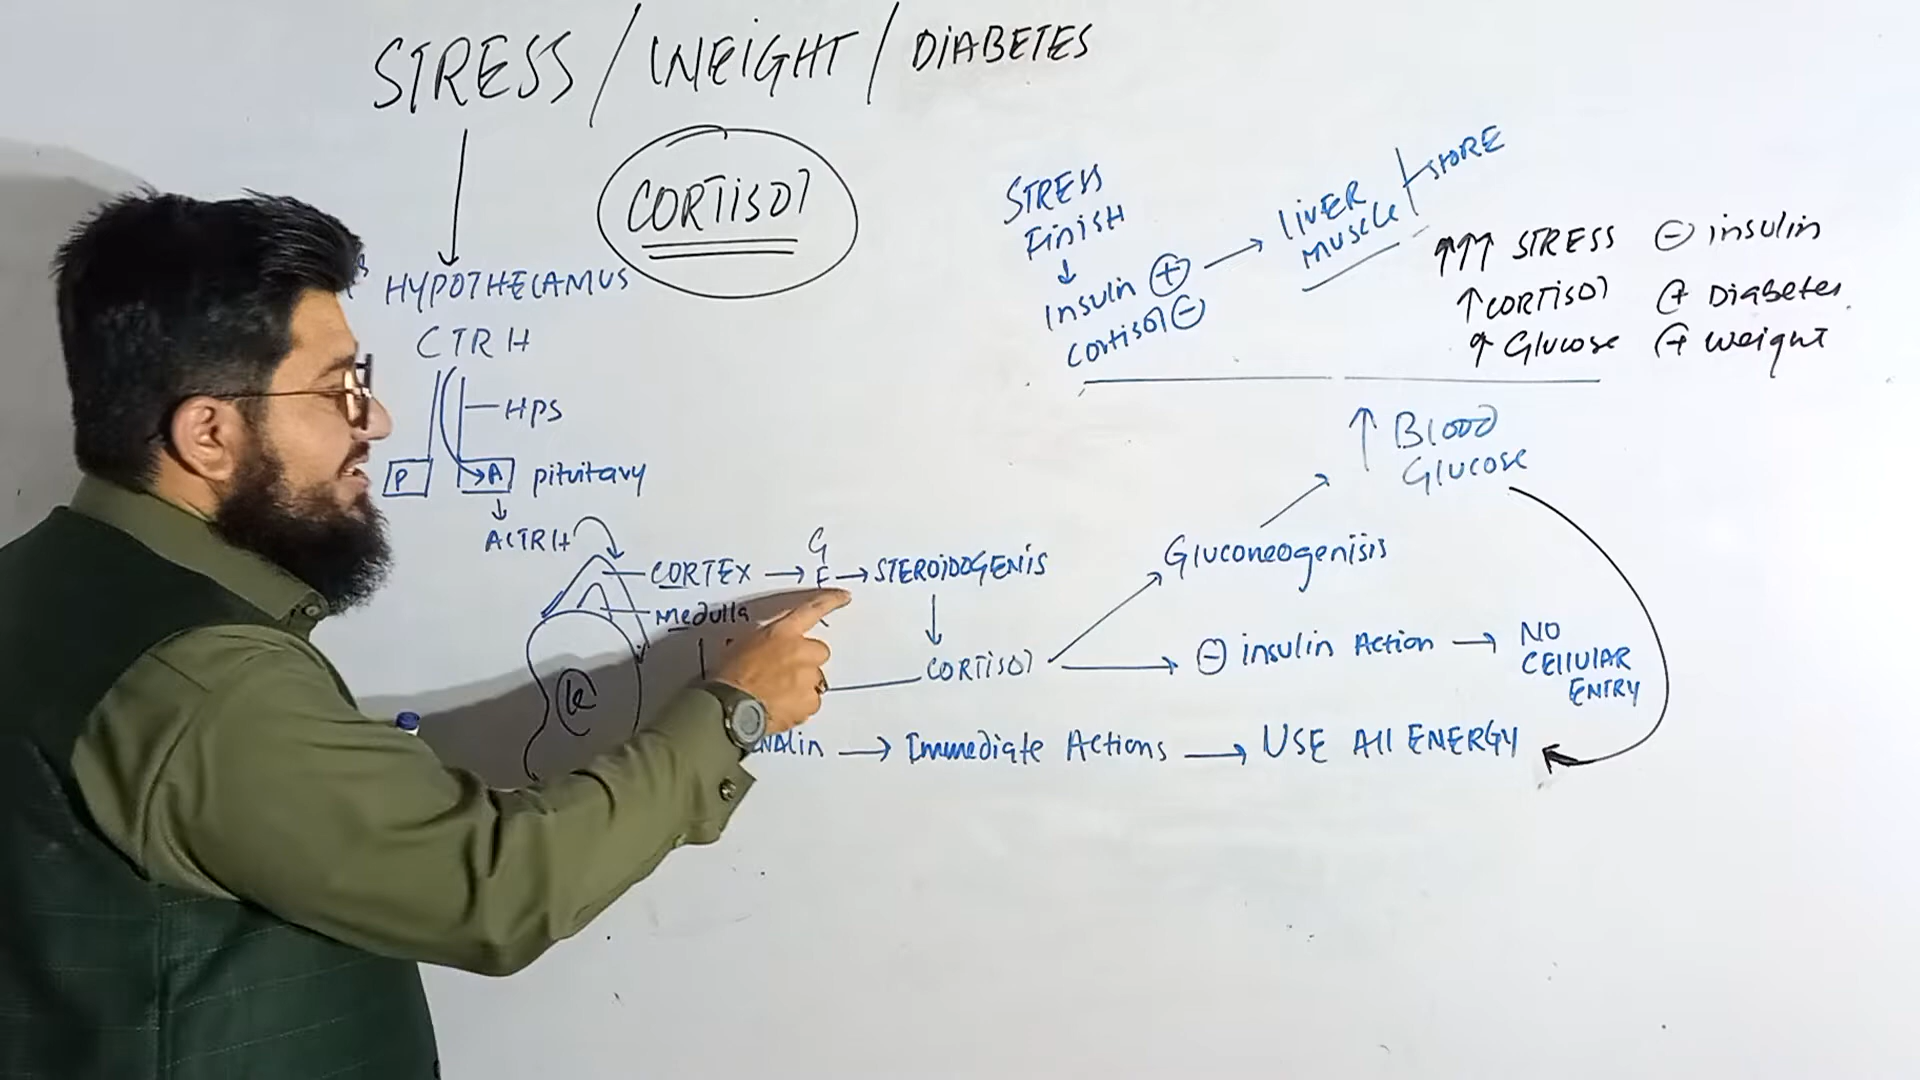 STRESS / WEIGHT / DIABETES
CORTISOl
HYPOTHELAMUS
CTRH
HPS
P
A pituitary
ACTRH
CORTEX → G E → STEROIDOGENIS
Medulla
CORTISOl
K
Gluconeogenisis
↑ Blood
Glucose
⊖ insulin Action → NO
CEllULAR
ENTRY
Nalin → Immediate Actions → USE All ENERGY
STRESS
Finish
↓
Insulin ⊕ → LIVER
MUSCLE
STORE
Cortisol ⊖
↑↑↑ STRESS ⊖ insulin
↑ CORTISOl ⊕ Diabetes
↑ Glucose ⊕ weight